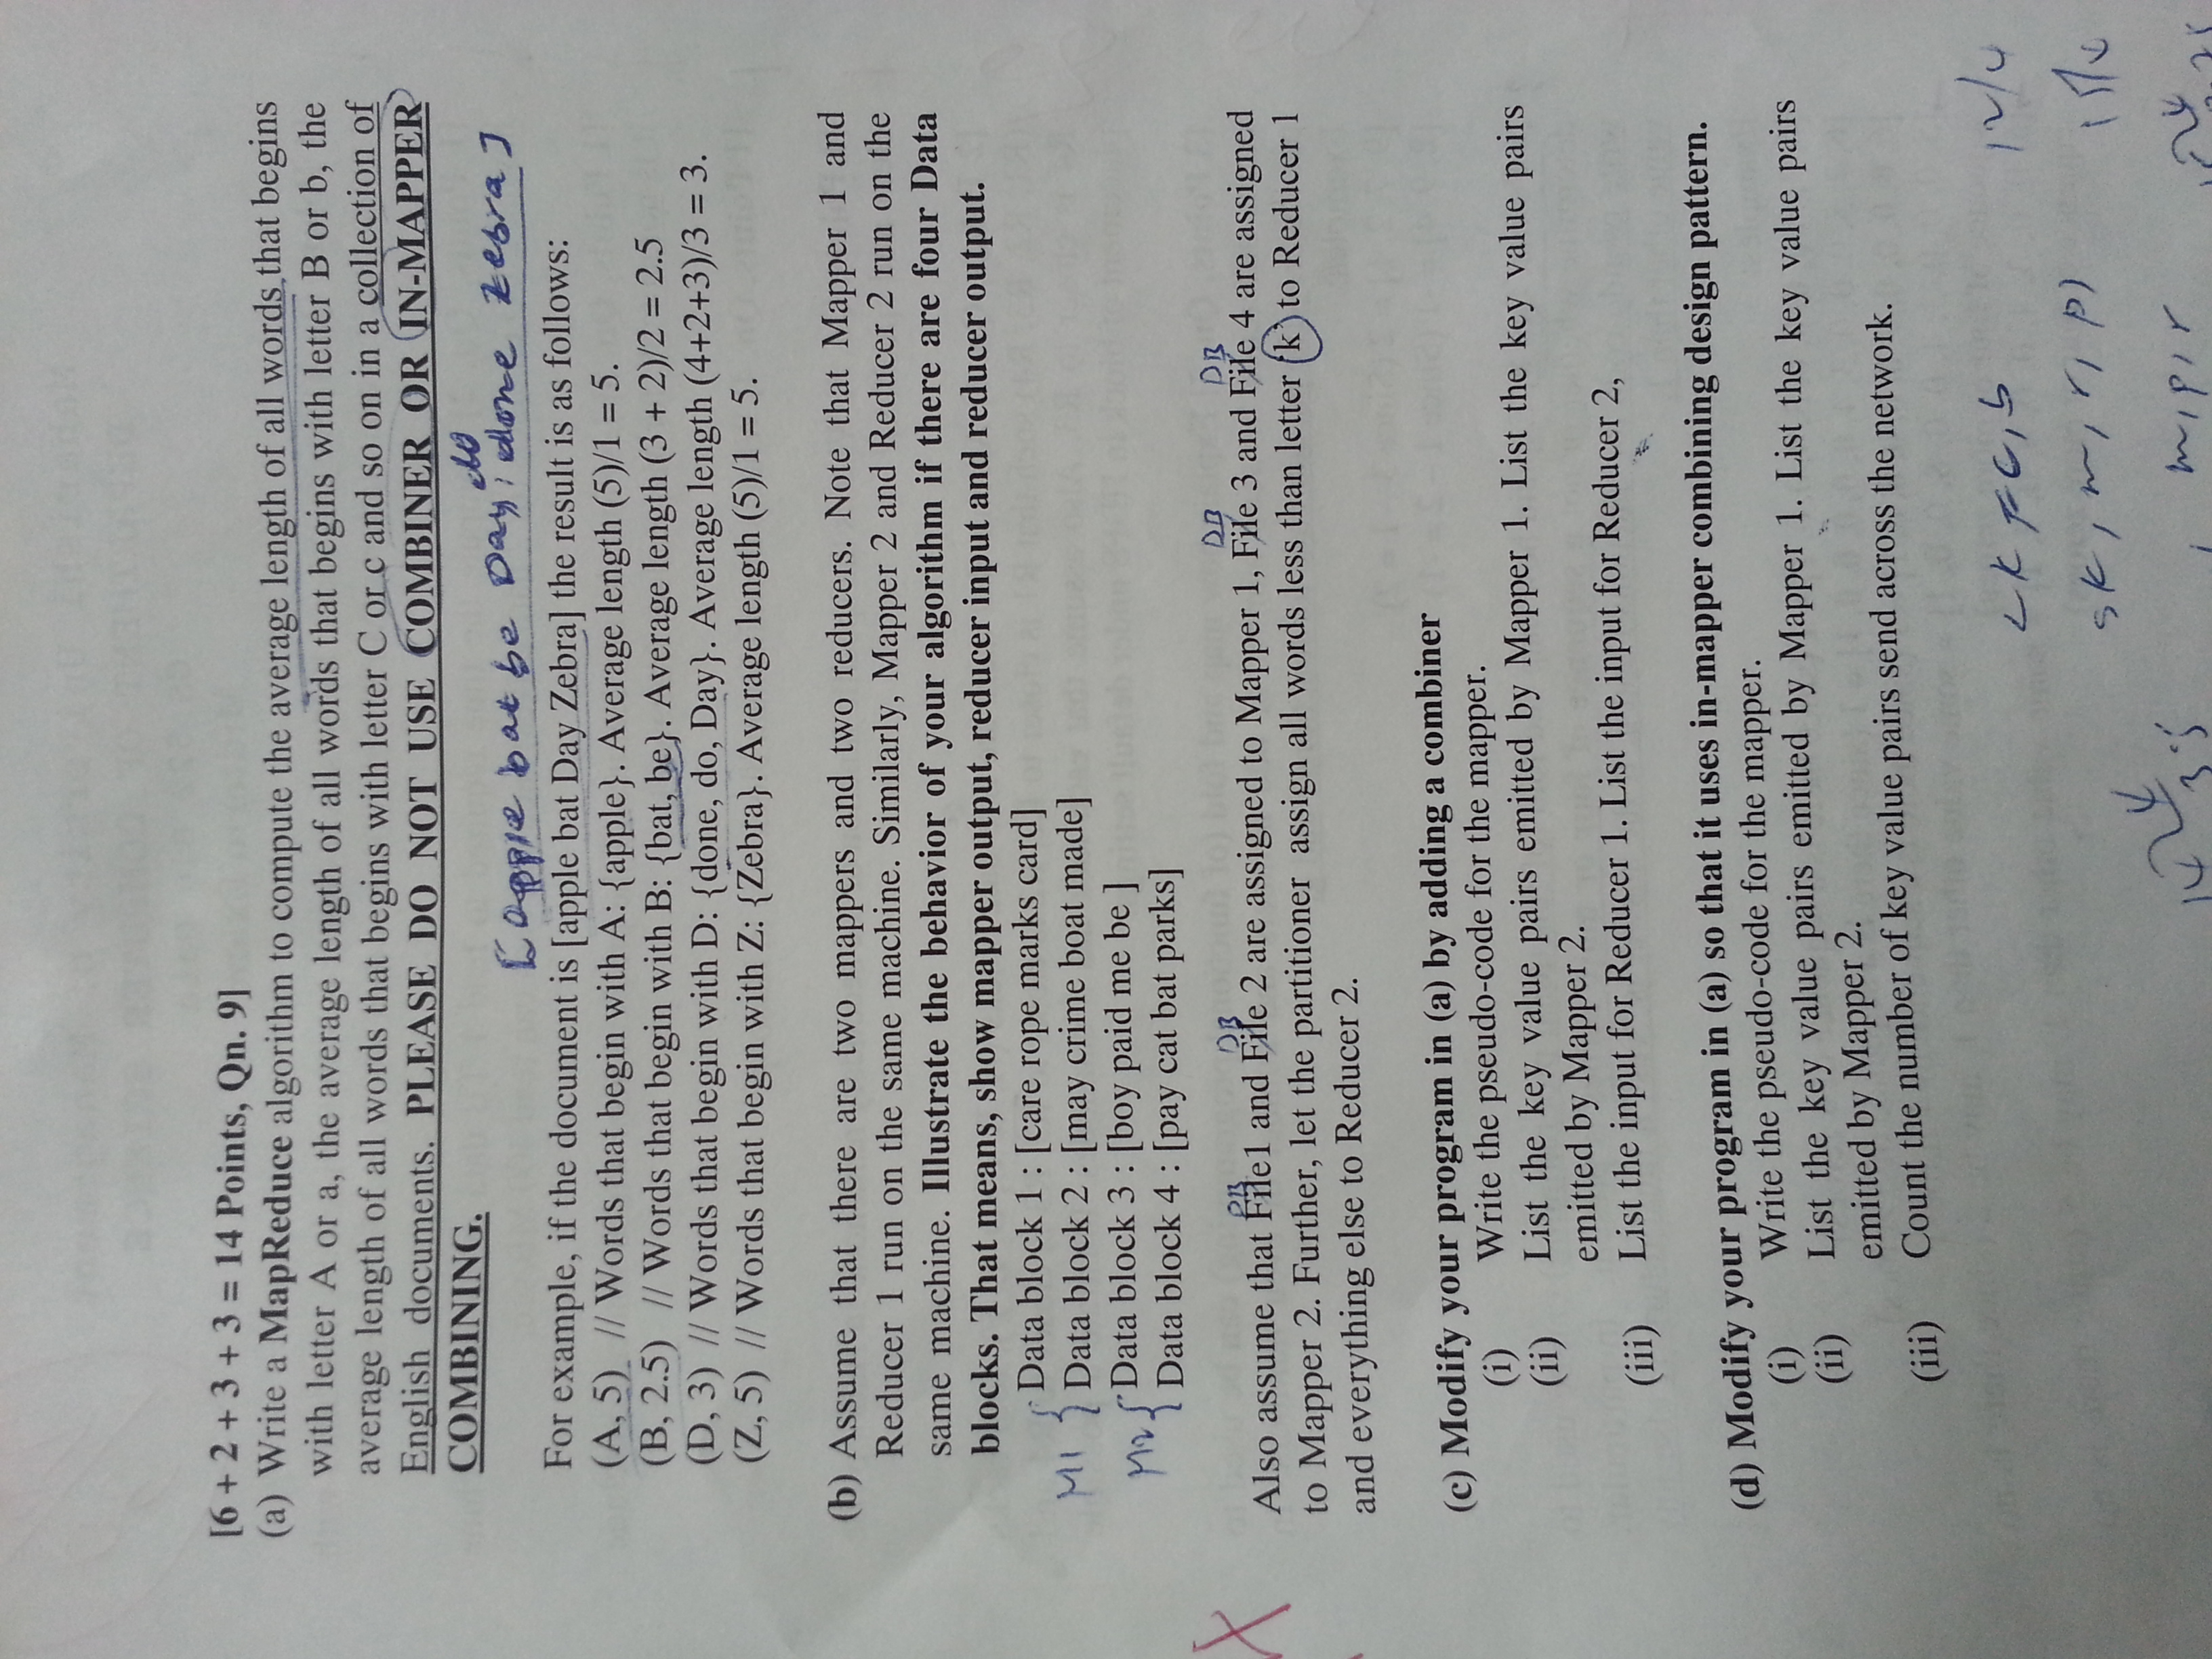 [6 + 2 + 3 + 3 = 14 Points, Qn. 9]
(a) Write a MapReduce algorithm to compute the average length of all words that begins
with letter A or a, the average length of all words that begins with letter B or b, the
average length of all words that begins with letter C or c and so on in a collection of
English documents. PLEASE DO NOT USE COMBINER OR IN-MAPPER
COMBINING.
do
[apple bat be Day, done Zebra]
For example, if the document is [apple bat Day Zebra] the result is as follows:
(A, 5) // Words that begin with A: {apple}. Average length (5)/1 = 5.
(B, 2.5) // Words that begin with B: {bat, be}. Average length (3 + 2)/2 = 2.5
(D, 3) // Words that begin with D: {done, do, Day}. Average length (4+2+3)/3 = 3.
(Z, 5) // Words that begin with Z: {Zebra}. Average length (5)/1 = 5.
(b) Assume that there are two mappers and two reducers. Note that Mapper 1 and
Reducer 1 run on the same machine. Similarly, Mapper 2 and Reducer 2 run on the
same machine. Illustrate the behavior of your algorithm if there are four Data
blocks. That means, show mapper output, reducer input and reducer output.
Data block 1 : [care rope marks card]
M1
Data block 2 : [may crime boat made]
Data block 3 : [boy paid me be ]
M2
Data block 4 : [pay cat bat parks]
DB DB DB DB
Also assume that File1 and File 2 are assigned to Mapper 1, File 3 and File 4 are assigned
to Mapper 2. Further, let the partitioner assign all words less than letter 'k' to Reducer 1
and everything else to Reducer 2.
(c) Modify your program in (a) by adding a combiner
(i) Write the pseudo-code for the mapper.
(ii) List the key value pairs emitted by Mapper 1. List the key value pairs
emitted by Mapper 2.
(iii) List the input for Reducer 1. List the input for Reducer 2,
(d) Modify your program in (a) so that it uses in-mapper combining design pattern.
(i) Write the pseudo-code for the mapper.
(ii) List the key value pairs emitted by Mapper 1. List the key value pairs
emitted by Mapper 2.
(iii) Count the number of key value pairs send across the network.
c, b 12/4
m, r, p)
m, p, r